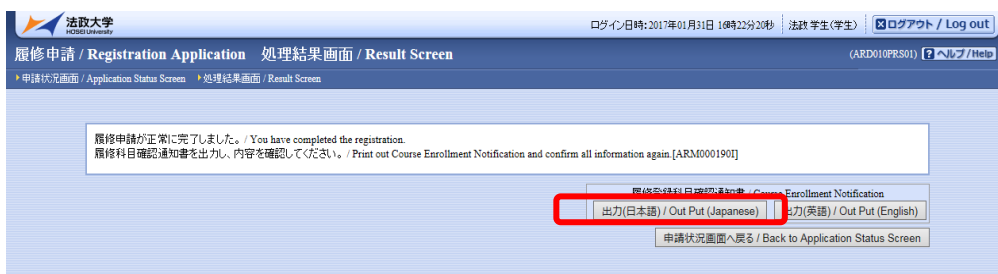 法政大学
HOSEI University
ログイン日時:2017年01月31日 16時22分20秒 法政 学生(学生) ログアウト / Log out
履修申請 / Registration Application 処理結果画面 / Result Screen
(ARD010PRS01) ? ヘルプ/Help
申請状況画面 / Application Status Screen 処理結果画面 / Result Screen
履修申請が正常に完了しました。 / You have completed the registration.
履修科目確認通知書を出力し、内容を確認してください。 / Print out Course Enrollment Notification and confirm all information again.[ARM000190I]
履修登録科目確認通知書 / Course Enrollment Notification
出力(日本語) / Out Put (Japanese) 出力(英語) / Out Put (English)
申請状況画面へ戻る / Back to Application Status Screen